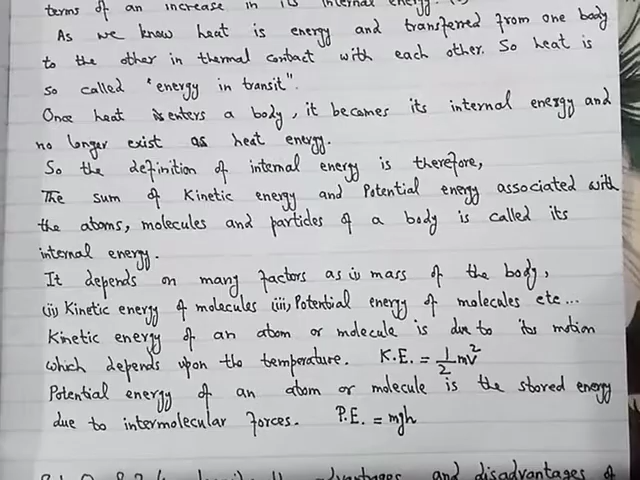 terms of an increase in its internal energy.
As we know heat is energy and transferred from one body
to the other in thermal contact with each other. So heat is
so called "energy in transit".
Once heat enters a body, it becomes its internal energy and
no longer exist as heat energy.
So the definition of internal energy is therefore,
The sum of Kinetic energy and Potential energy associated with
the atoms, molecules and particles of a body is called its
internal energy.
It depends on many factors as (i) mass of the body,
(ii) Kinetic energy of molecules (iii) Potential energy of molecules etc...
Kinetic energy of an atom or molecule is due to its motion
which depends upon the temperature. K.E. = 1/2 mv²
Potential energy of an atom or molecule is the stored energy
due to intermolecular forces. P.E. = mgh
advantages and disadvantages of